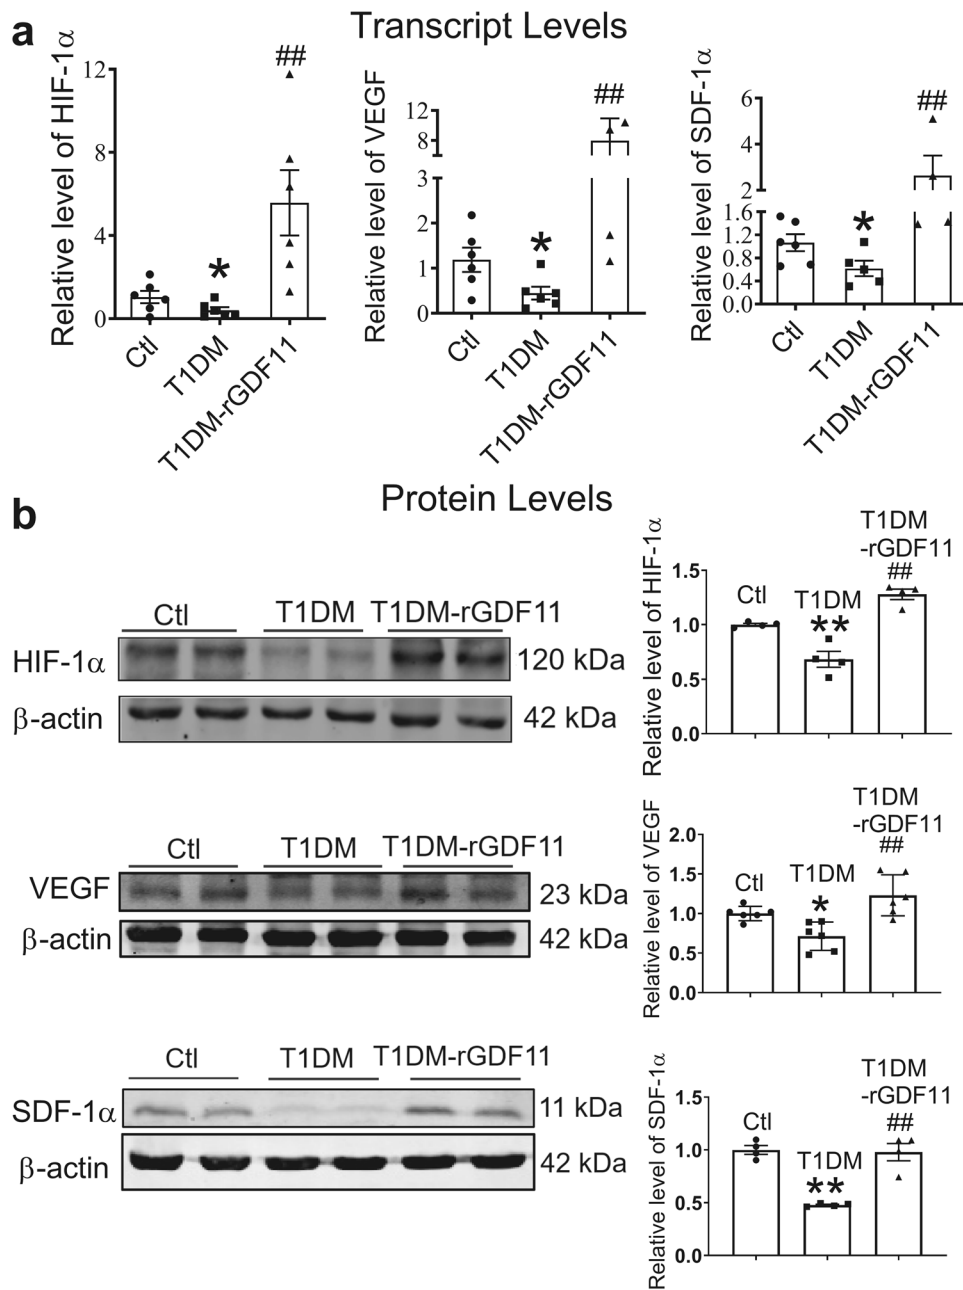 a
Transcript Levels
Relative level of HIF-1α
12
8
4
0
##
*
Ctl
T1DM
T1DM-rGDF11
Relative level of VEGF
12
8
3
2
1
0
##
*
Ctl
T1DM
T1DM-rGDF11
Relative level of SDF-1α
6
4
2
1.6
1.2
0.8
0.4
0.0
##
*
Ctl
T1DM
T1DM-rGDF11
b
Protein Levels
Ctl T1DM T1DM-rGDF11
HIF-1α 120 kDa
β-actin 42 kDa
Relative level of HIF-1α
1.5
1.0
0.5
0.0
Ctl
T1DM
**
T1DM
-rGDF11
##
Ctl T1DM T1DM-rGDF11
VEGF 23 kDa
β-actin 42 kDa
Relative level of VEGF
2.0
1.5
1.0
0.5
0.0
Ctl
T1DM
*
T1DM
-rGDF11
##
Ctl T1DM T1DM-rGDF11
SDF-1α 11 kDa
β-actin 42 kDa
Relative level of SDF-1α
1.5
1.0
0.5
0.0
Ctl
T1DM
**
T1DM
-rGDF11
##